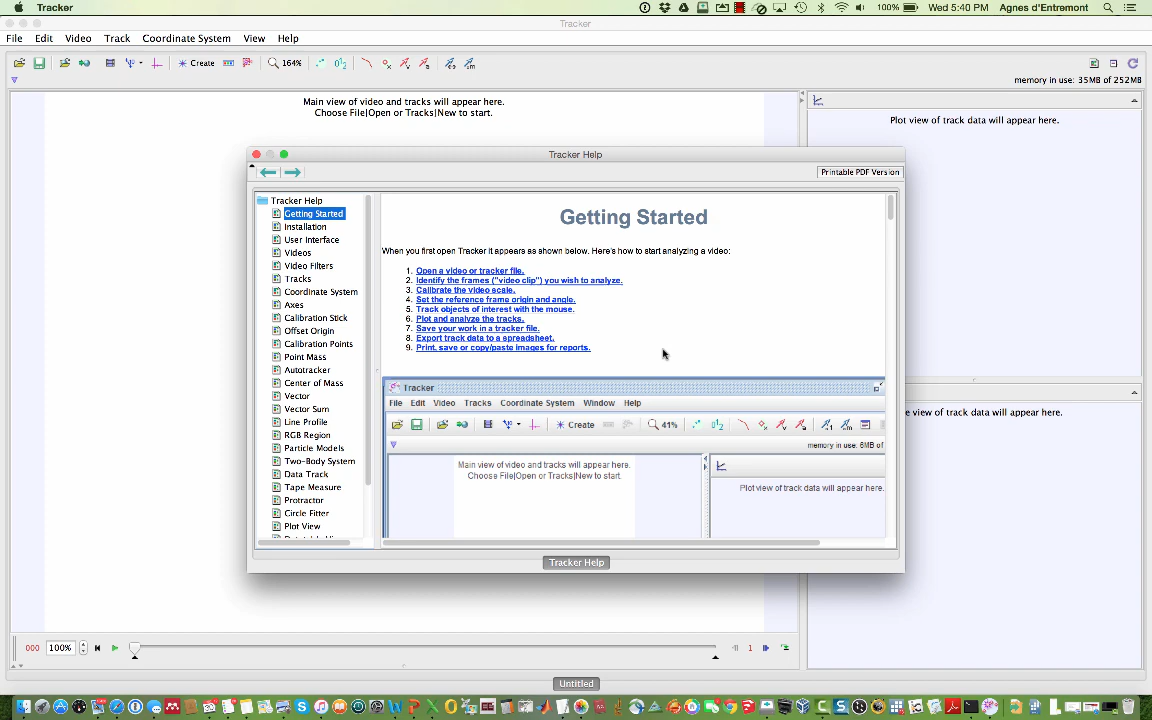 Tracker
100%
Wed 5:40 PM
Agnes d'Entremont
Tracker
File Edit Video Track Coordinate System View Help
Create
164%
memory in use: 35MB of 252MB
Main view of video and tracks will appear here.
Choose File|Open or Tracks|New to start.
Plot view of track data will appear here.
Tracker Help
Printable PDF Version
Tracker Help
Getting Started
Installation
User Interface
Videos
Video Filters
Tracks
Coordinate System
Axes
Calibration Stick
Offset Origin
Calibration Points
Point Mass
Autotracker
Center of Mass
Vector
Vector Sum
Line Profile
RGB Region
Particle Models
Two-Body System
Data Track
Tape Measure
Protractor
Circle Fitter
Plot View
Getting Started
When you first open Tracker it appears as shown below. Here's how to start analyzing a video:
1. Open a video or tracker file.
2. Identify the frames ("video clip") you wish to analyze.
3. Calibrate the video scale.
4. Set the reference frame origin and angle.
5. Track objects of interest with the mouse.
6. Plot and analyze the tracks.
7. Save your work in a tracker file.
8. Export track data to a spreadsheet.
9. Print, save or copy/paste images for reports.
Tracker
File Edit Video Tracks Coordinate System Window Help
Create
41%
memory in use: 6MB of
Main view of video and tracks will appear here.
Choose File|Open or Tracks|New to start.
Plot view of track data will appear here.
e view of track data will appear here.
Tracker Help
000
100%
1
Untitled